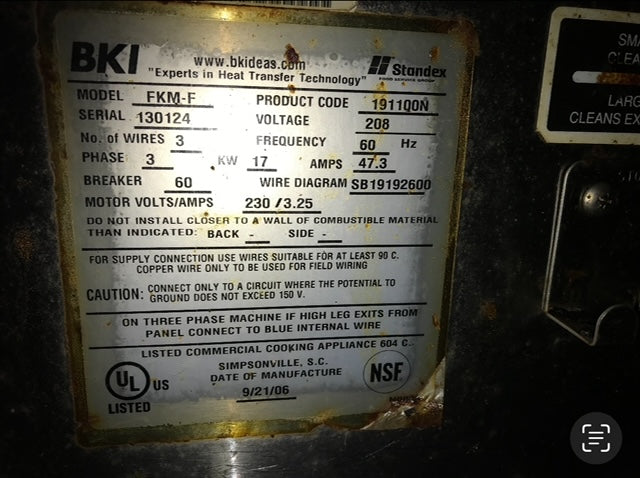 BKI
www.bkideas.com
"Experts in Heat Transfer Technology"
Standex
FOOD SERVICE GROUP
MODEL FKM-F PRODUCT CODE 191100N
SERIAL 130124 VOLTAGE 208
No. of WIRES 3 FREQUENCY 60 Hz
PHASE 3 KW 17 AMPS 47.3
BREAKER 60 WIRE DIAGRAM SB19192600
MOTOR VOLTS/AMPS 230 /3.25
DO NOT INSTALL CLOSER TO A WALL OF COMBUSTIBLE MATERIAL
THAN INDICATED: BACK - SIDE -
FOR SUPPLY CONNECTION USE WIRES SUITABLE FOR AT LEAST 90 C.
COPPER WIRE ONLY TO BE USED FOR FIELD WIRING
CAUTION: CONNECT ONLY TO A CIRCUIT WHERE THE POTENTIAL TO
GROUND DOES NOT EXCEED 150 V.
ON THREE PHASE MACHINE IF HIGH LEG EXITS FROM
PANEL CONNECT TO BLUE INTERNAL WIRE
LISTED COMMERCIAL COOKING APPLIANCE 604 C
SIMPSONVILLE, S.C.
DATE OF MANUFACTURE
9/21/06
UL US
LISTED
NSF
SMA
CLEA
LARG
CLEANS EX